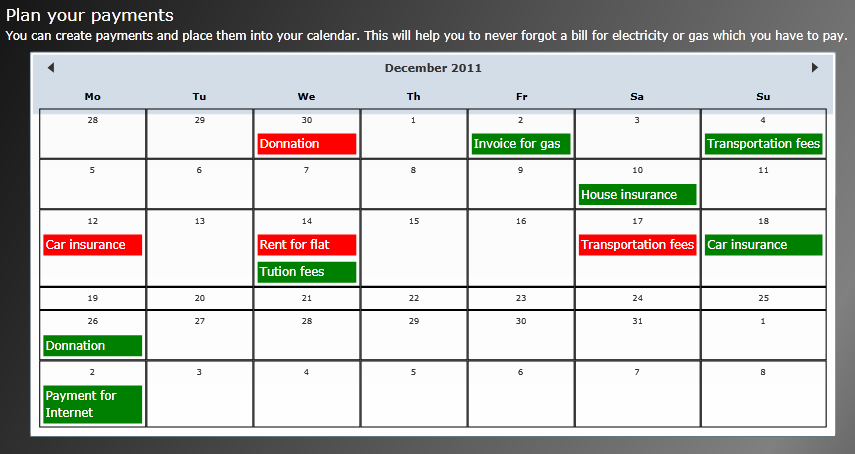 Plan your payments
You can create payments and place them into your calendar. This will help you to never forgot a bill for electricity or gas which you have to pay.
December 2011
Mo Tu We Th Fr Sa Su
28 29 30 1 2 3 4
Donnation Invoice for gas Transportation fees
5 6 7 8 9 10 11
House insurance
12 13 14 15 16 17 18
Car insurance Rent for flat Transportation fees Car insurance
Tution fees
19 20 21 22 23 24 25
26 27 28 29 30 31 1
Donnation
2 3 4 5 6 7 8
Payment for
Internet